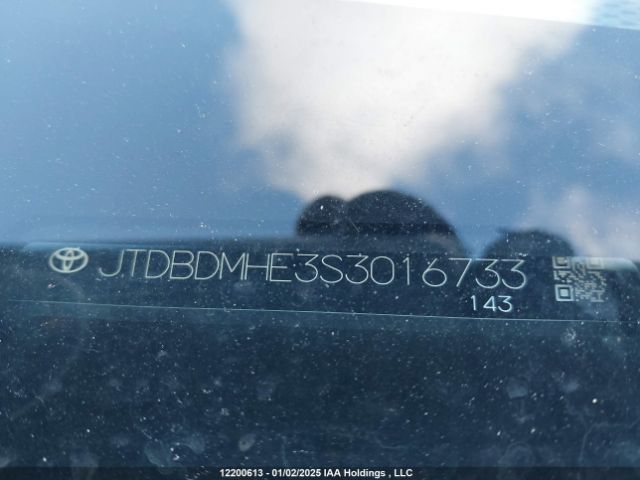 JTDBDMHE3S3016733
143
12200613 - 01/02/2025 IAA Holdings , LLC